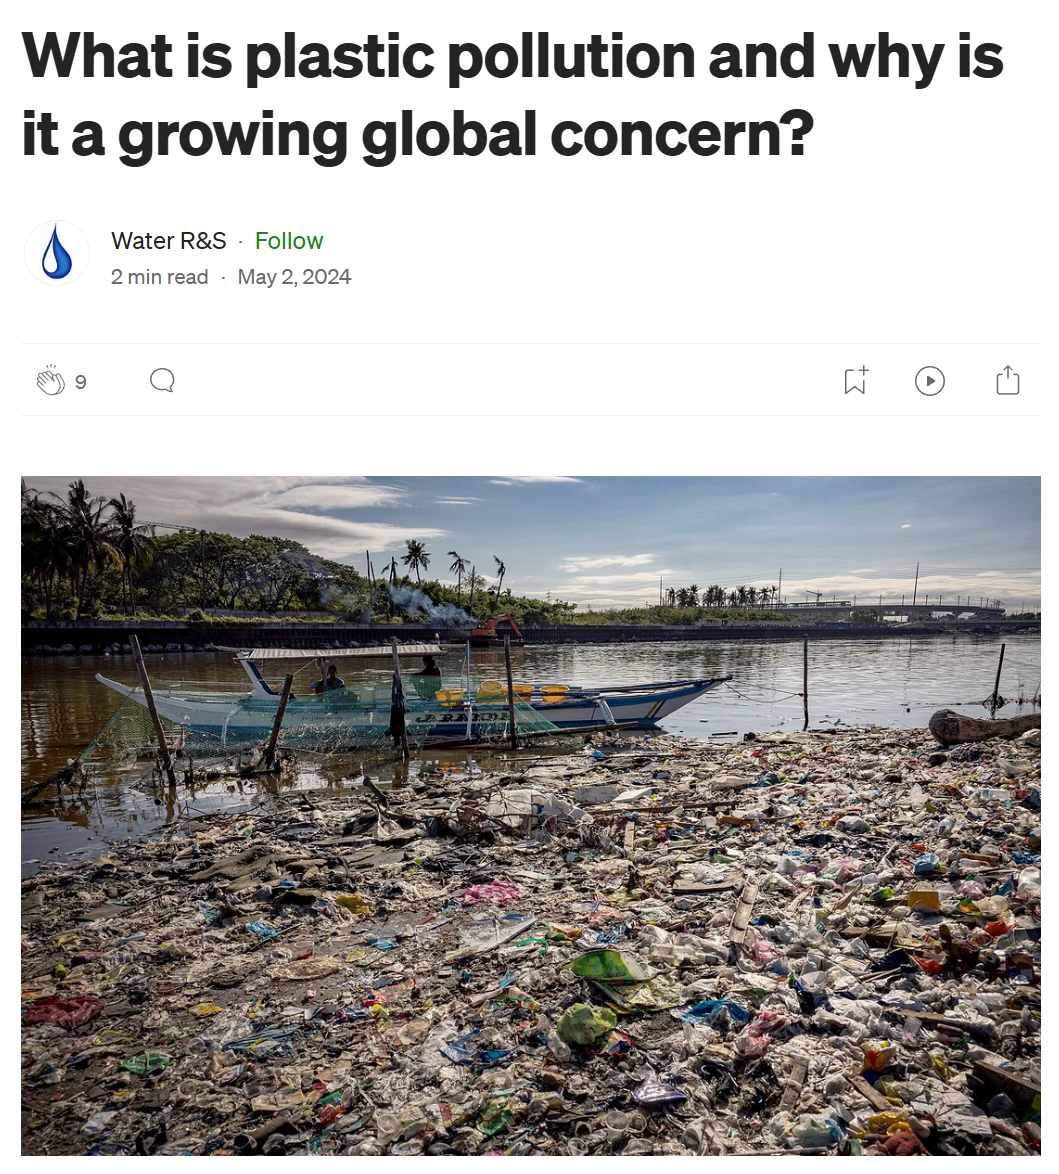 What is plastic pollution and why is
it a growing global concern?
Water R&S · Follow
2 min read · May 2, 2024
9